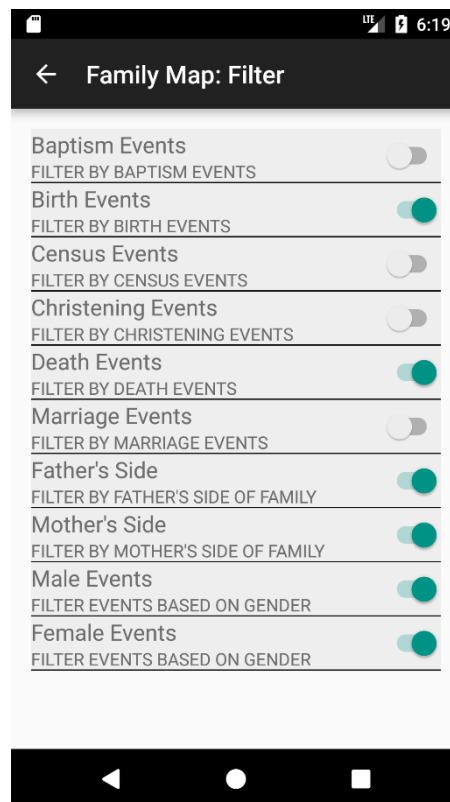 LTE 6:19
Family Map: Filter
Baptism Events
FILTER BY BAPTISM EVENTS
Birth Events
FILTER BY BIRTH EVENTS
Census Events
FILTER BY CENSUS EVENTS
Christening Events
FILTER BY CHRISTENING EVENTS
Death Events
FILTER BY DEATH EVENTS
Marriage Events
FILTER BY MARRIAGE EVENTS
Father's Side
FILTER BY FATHER'S SIDE OF FAMILY
Mother's Side
FILTER BY MOTHER'S SIDE OF FAMILY
Male Events
FILTER EVENTS BASED ON GENDER
Female Events
FILTER EVENTS BASED ON GENDER